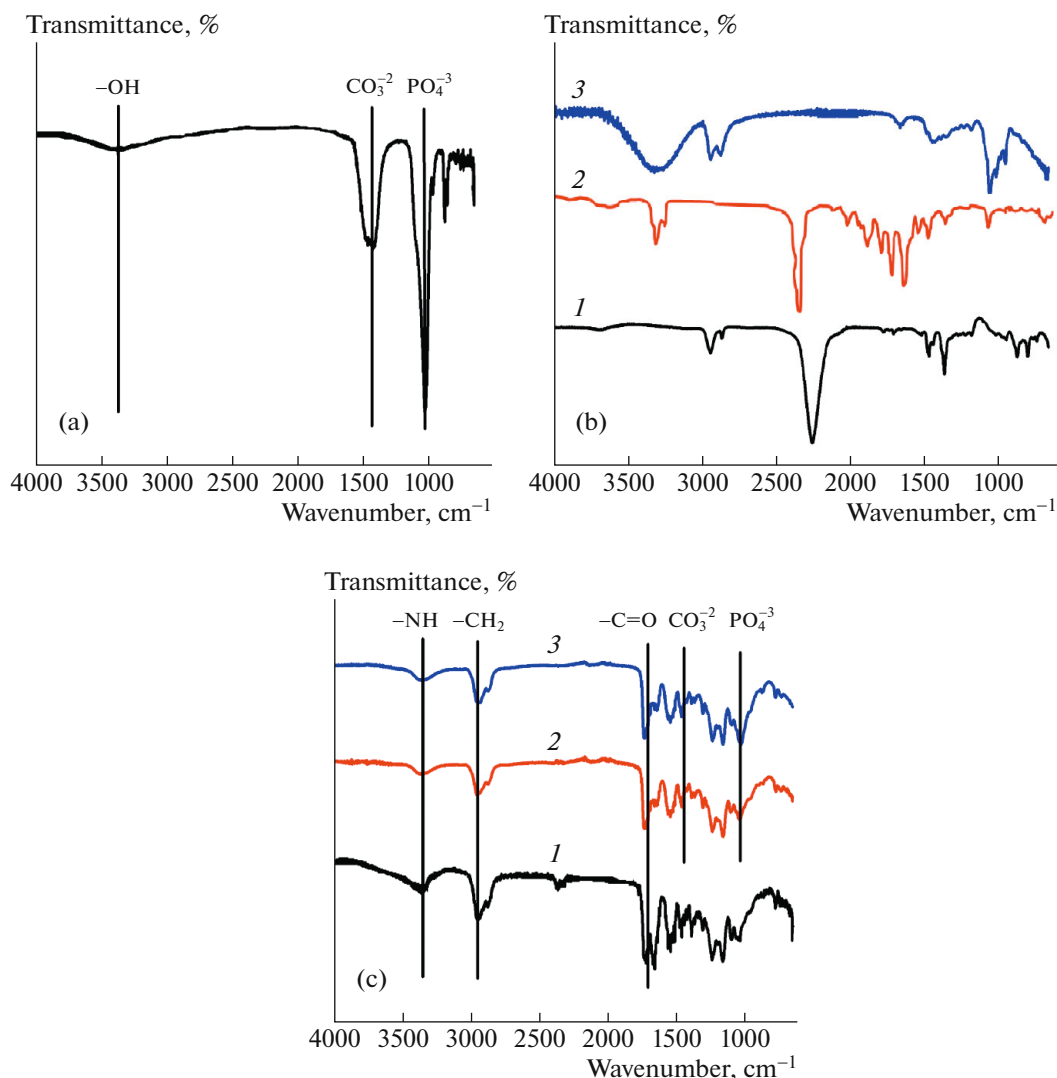 Transmittance, %
–OH CO₃⁻² PO₄⁻³
(a)
4000 3500 3000 2500 2000 1500 1000
Wavenumber, cm⁻¹
Transmittance, %
3
2
1
(b)
4000 3500 3000 2500 2000 1500 1000
Wavenumber, cm⁻¹
Transmittance, %
–NH –CH₂ –C=O CO₃⁻² PO₄⁻³
3
2
1
(c)
4000 3500 3000 2500 2000 1500 1000
Wavenumber, cm⁻¹